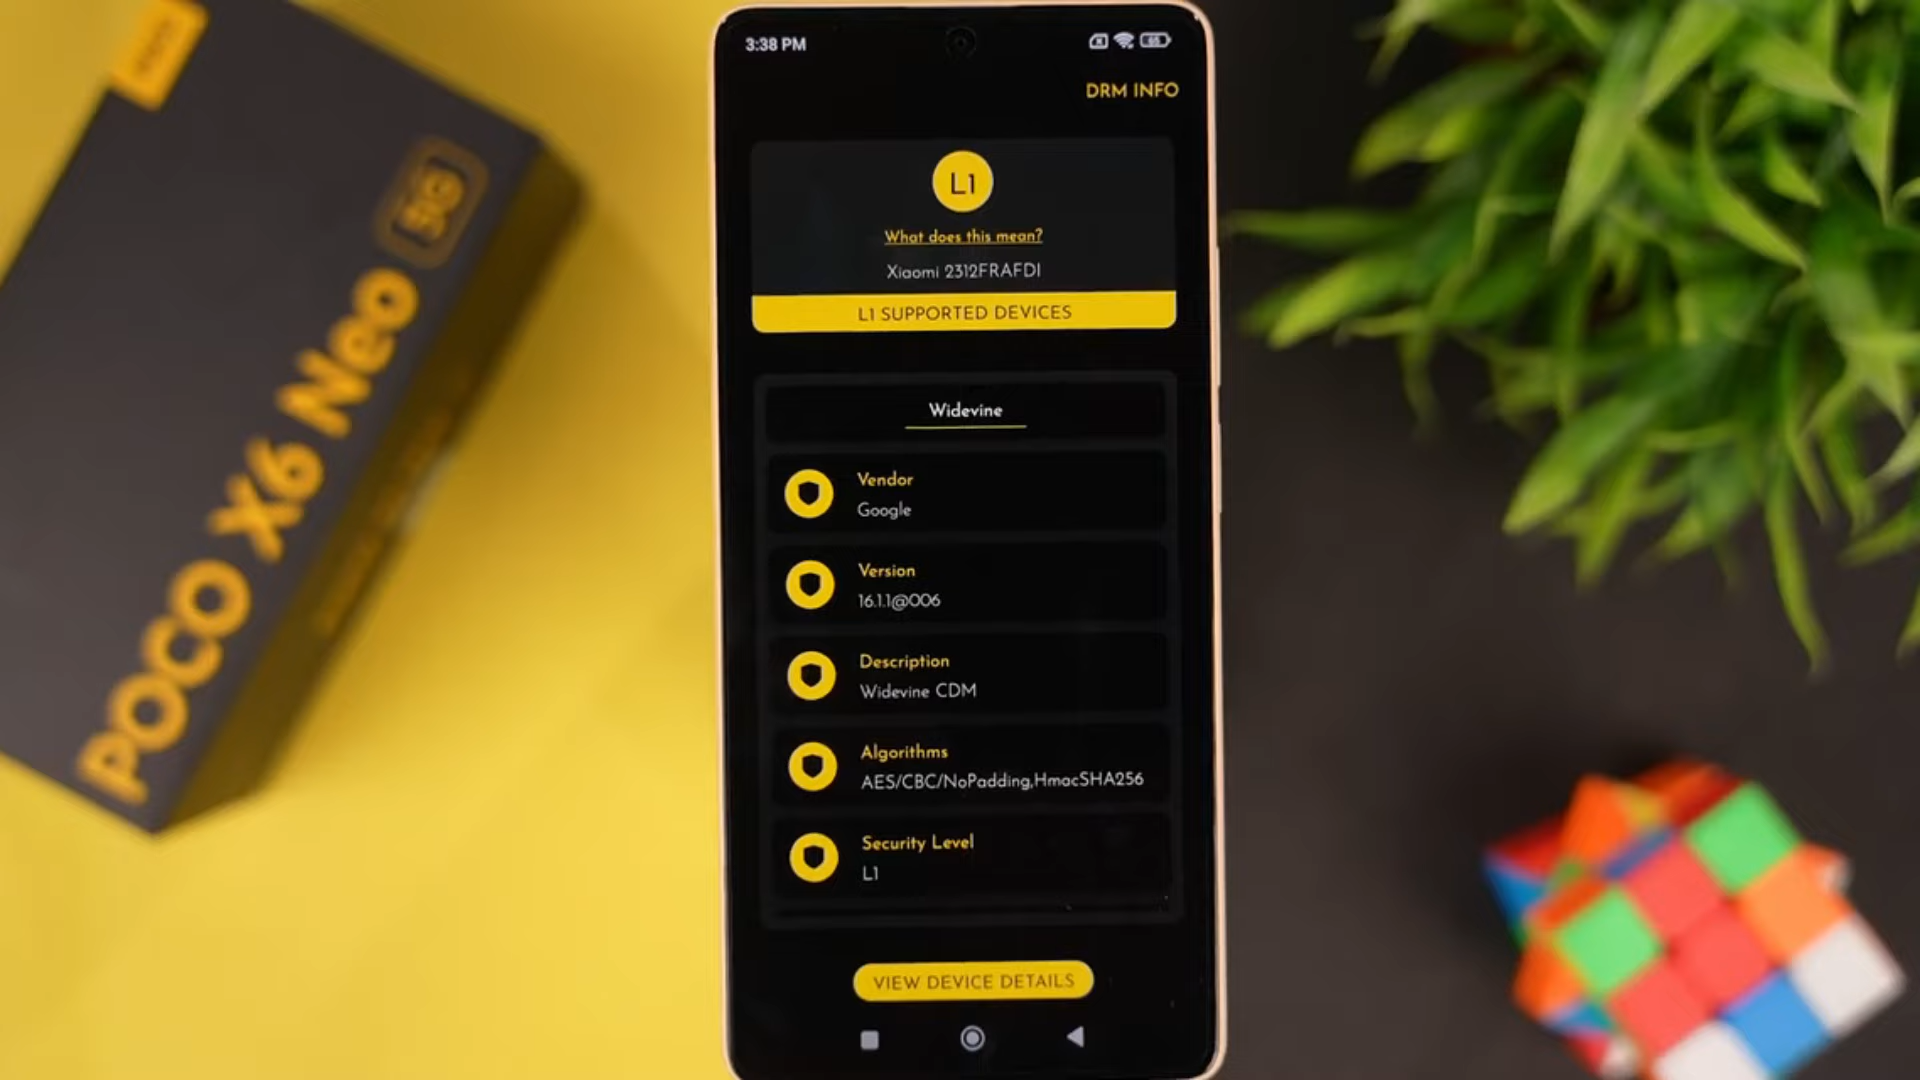 POCO X6 Neo
5G
3:38 PM
65
DRM INFO
L1
What does this mean?
Xiaomi 2312FRAFDI
L1 SUPPORTED DEVICES
Widevine
Vendor
Google
Version
16.1.1@006
Description
Widevine CDM
Algorithms
AES/CBC/NoPadding,HmacSHA256
Security Level
L1
VIEW DEVICE DETAILS